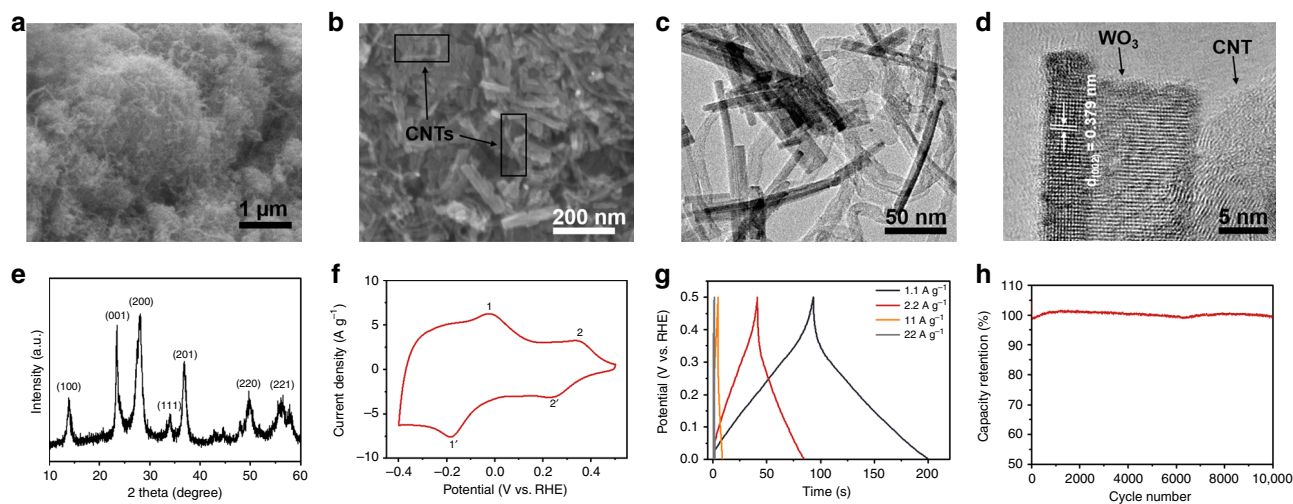 a
1 µm
b
CNTs
200 nm
c
50 nm
d
WO₃
CNT
d(002) = 0.379 nm
5 nm
e
Intensity (a.u.)
(100)
(001)
(200)
(111)
(201)
(220)
(221)
10 20 30 40 50 60
2 theta (degree)
f
Current density (A g⁻¹)
10
5
0
−5
−10
1
2
1′
2′
−0.4 −0.2 0.0 0.2 0.4
Potential (V vs. RHE)
g
Potential (V vs. RHE)
0.5
0.4
0.3
0.2
0.1
0.0
1.1 A g⁻¹
2.2 A g⁻¹
11 A g⁻¹
22 A g⁻¹
0 50 100 150 200
Time (s)
h
Capacity retention (%)
110
100
90
80
70
60
50
0 2000 4000 6000 8000 10,000
Cycle number